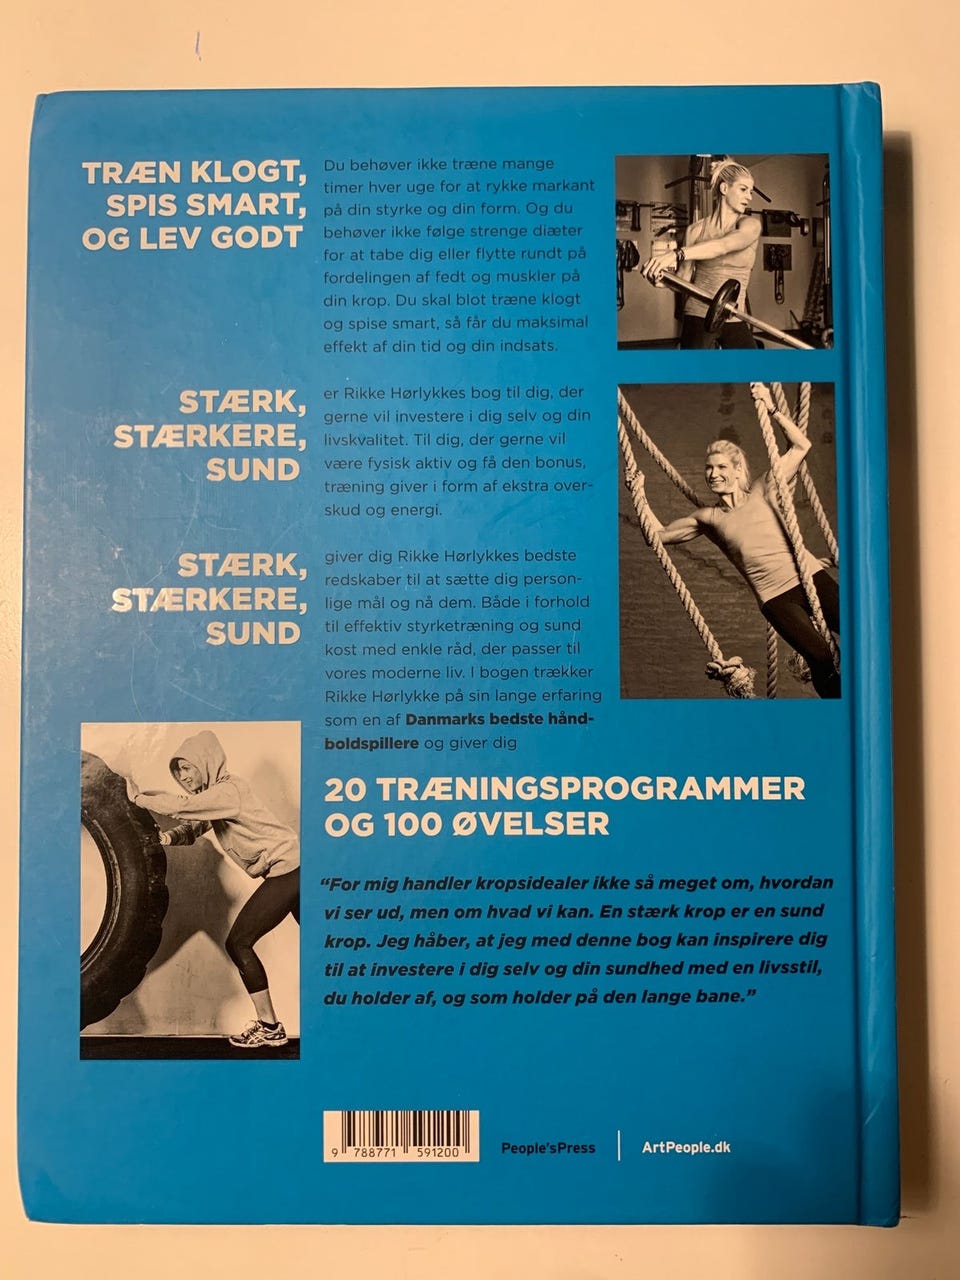 TRÆN KLOGT,
SPIS SMART,
OG LEV GODT
Du behøver ikke træne mange
timer hver uge for at rykke markant
på din styrke og din form. Og du
behøver ikke følge strenge diæter
for at tabe dig eller flytte rundt på
fordelingen af fedt og muskler på
din krop. Du skal blot træne klogt
og spise smart, så får du maksimal
effekt af din tid og din indsats.
STÆRK,
STÆRKERE,
SUND
er Rikke Hørlykkes bog til dig, der
gerne vil investere i dig selv og din
livskvalitet. Til dig, der gerne vil
være fysisk aktiv og få den bonus,
træning giver i form af ekstra over-
skud og energi.
STÆRK,
STÆRKERE,
SUND
giver dig Rikke Hørlykkes bedste
redskaber til at sætte dig person-
lige mål og nå dem. Både i forhold
til effektiv styrketræning og sund
kost med enkle råd, der passer til
vores moderne liv. I bogen trækker
Rikke Hørlykke på sin lange erfaring
som en af Danmarks bedste hånd-
boldspillere og giver dig
20 TRÆNINGSPROGRAMMER
OG 100 ØVELSER
“For mig handler kropsidealer ikke så meget om, hvordan
vi ser ud, men om hvad vi kan. En stærk krop er en sund
krop. Jeg håber, at jeg med denne bog kan inspirere dig
til at investere i dig selv og din sundhed med en livsstil,
du holder af, og som holder på den lange bane.”
9 788771 591200
People'sPress | ArtPeople.dk